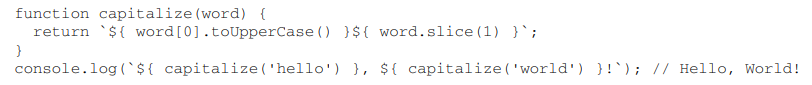 function capitalize(word) {
  return `${ word[0].toUpperCase() }${ word.slice(1) }`;
}
console.log(`${ capitalize('hello') }, ${ capitalize('world') }!`); // Hello, World!